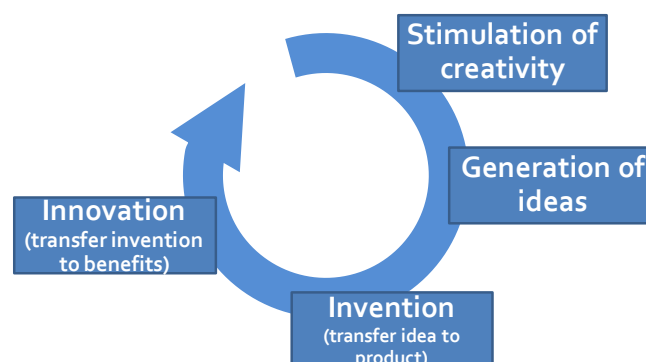 Stimulation of
creativity
Generation of
ideas
Invention
(transfer idea to
product)
Innovation
(transfer invention
to benefits)